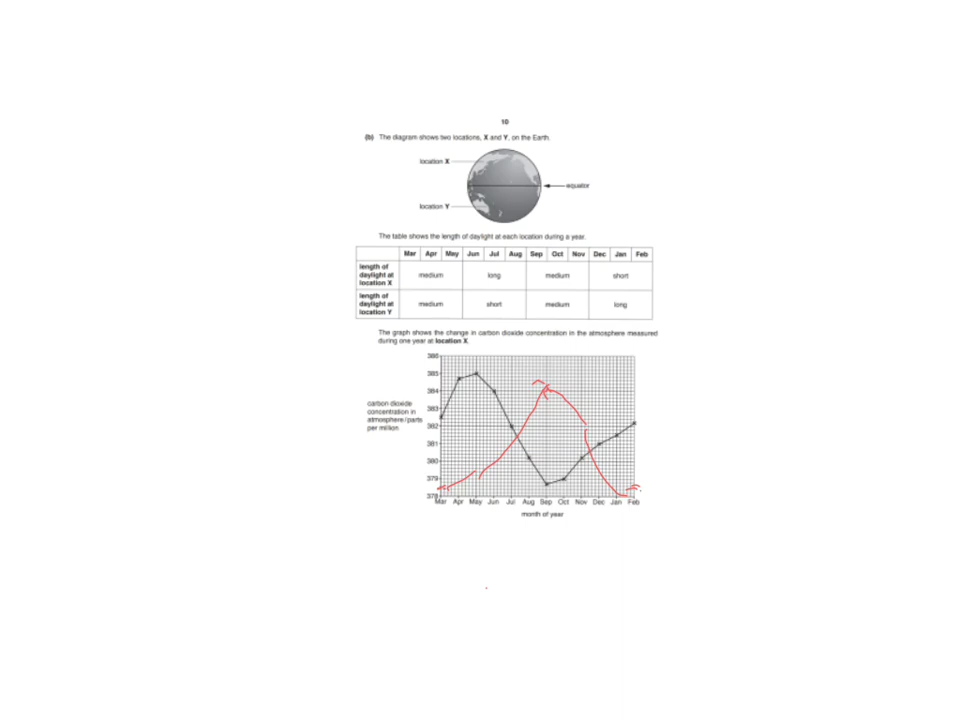 10
(b) The diagram shows two locations, X and Y, on the Earth.
location X
equator
location Y
The table shows the length of daylight at each location during a year.
Mar Apr May Jun Jul Aug Sep Oct Nov Dec Jan Feb
length of
daylight at
location X
medium long medium short
length of
daylight at
location Y
medium short medium long
The graph shows the change in carbon dioxide concentration in the atmosphere measured
during one year at location X.
386
385
384
383
382
381
380
379
378
carbon dioxide
concentration in
atmosphere/parts
per million
Mar Apr May Jun Jul Aug Sep Oct Nov Dec Jan Feb
month of year